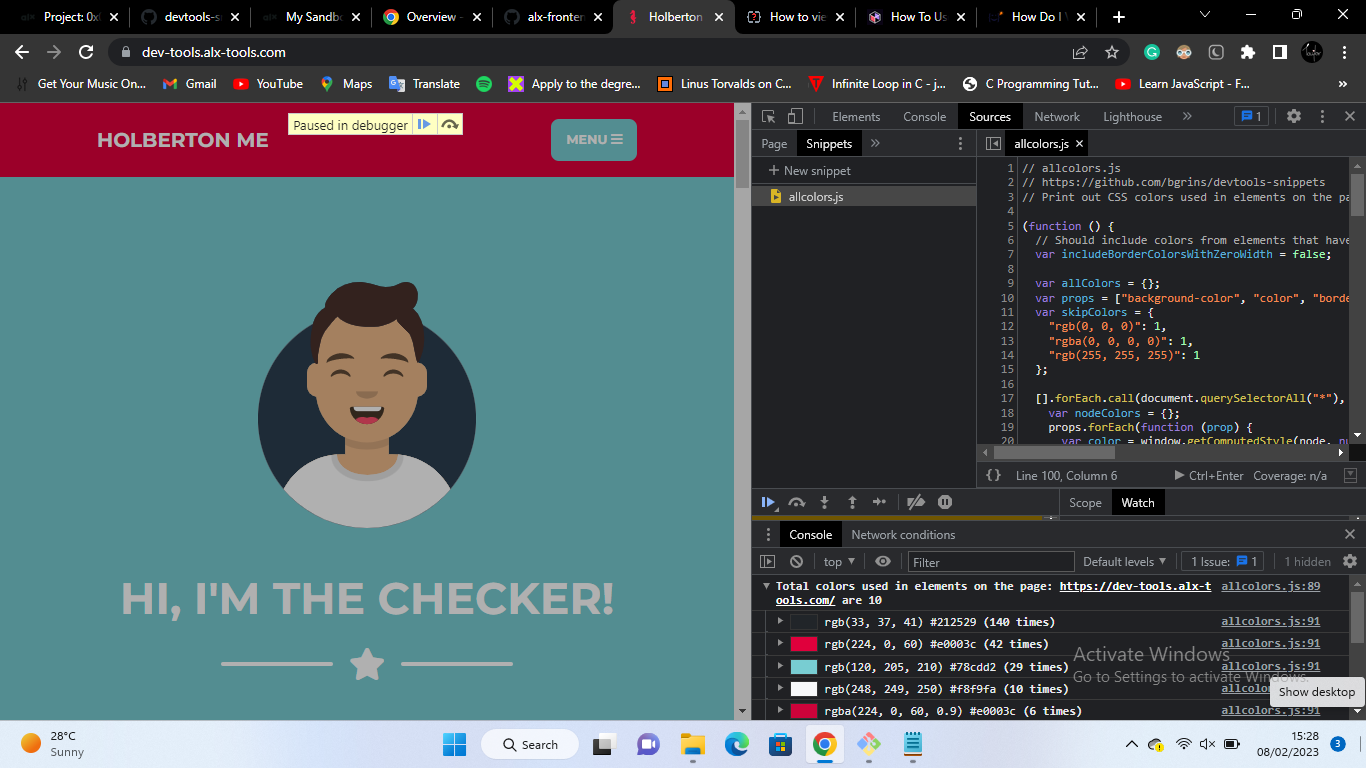 Project: 0x
devtools-s
My Sandb
Overview -
alx-fronten
Holberton
How to vie
How To Us
How Do I
dev-tools.alx-tools.com
Get Your Music On...
Gmail
YouTube
Maps
Translate
Apply to the degre...
Linus Torvalds on C...
Infinite Loop in C - j...
C Programming Tut...
Learn JavaScript - F...
»
HOLBERTON ME
Paused in debugger
MENU
HI, I'M THE CHECKER!
Elements
Console
Sources
Network
Lighthouse
»
1
Page
Snippets
»
allcolors.js
+ New snippet
allcolors.js
1 // allcolors.js
2 // https://github.com/bgrins/devtools-snippets
3 // Print out CSS colors used in elements on the pa
4
5 (function () {
6 // Should include colors from elements that have
7 var includeBorderColorsWithZeroWidth = false;
8
9 var allColors = {};
10 var props = ["background-color", "color", "borde
11 var skipColors = {
12 "rgb(0, 0, 0)": 1,
13 "rgba(0, 0, 0, 0)": 1,
14 "rgb(255, 255, 255)": 1
15 };
16
17 [].forEach.call(document.querySelectorAll("*"),
18 var nodeColors = {};
19 props.forEach(function (prop) {
20 var color = window.getComputedStyle(node, nu
{} Line 100, Column 6
Ctrl+Enter
Coverage: n/a
Scope
Watch
Console
Network conditions
top
Filter
Default levels
1 Issue: 1
1 hidden
Total colors used in elements on the page: https://dev-tools.alx-t allcolors.js:89
ools.com/ are 10
rgb(33, 37, 41) #212529 (140 times) allcolors.js:91
rgb(224, 0, 60) #e0003c (42 times) allcolors.js:91
rgb(120, 205, 210) #78cdd2 (29 times) allcolors.js:91
rgb(248, 249, 250) #f8f9fa (10 times)
rgba(224, 0, 60, 0.9) #e0003c (6 times) allcolors.js:91
Activate Windows
Go to Settings to activate Windows.
Show desktop
28°C
Sunny
Search
15:28
08/02/2023
3